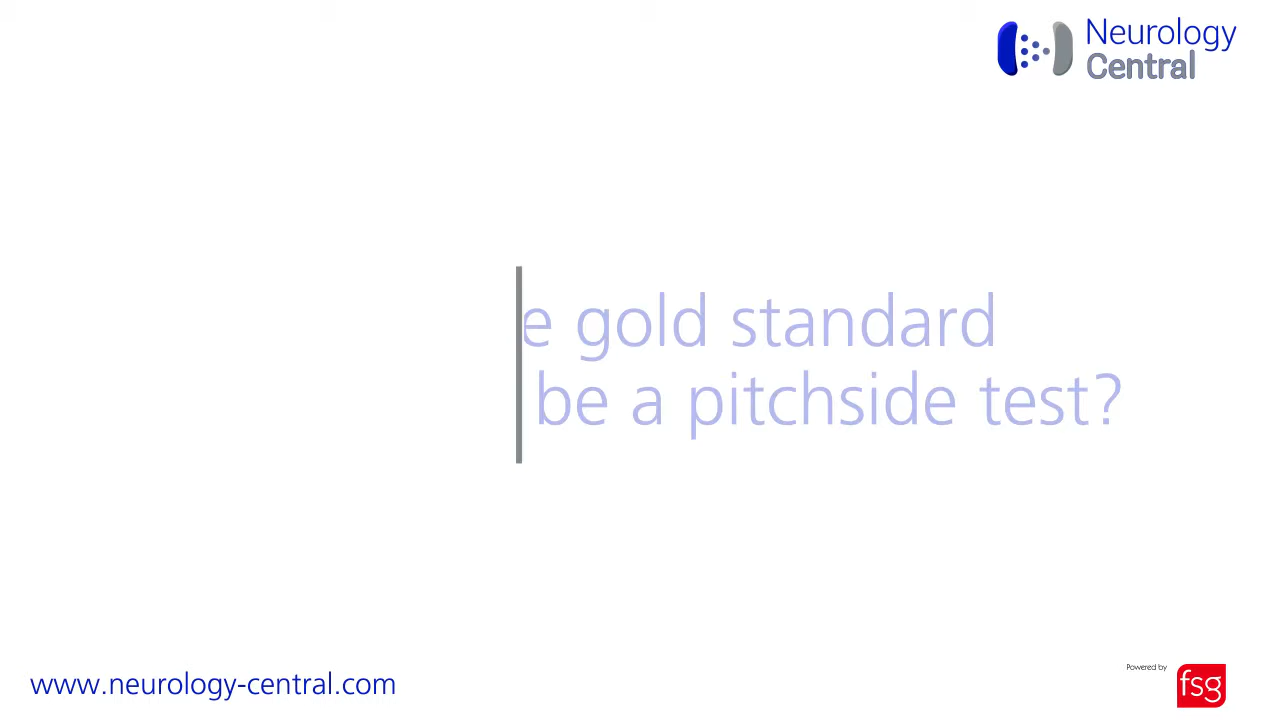 Neurology
Central
e gold standard
be a pitchside test?
www.neurology-central.com
Powered by
fsg